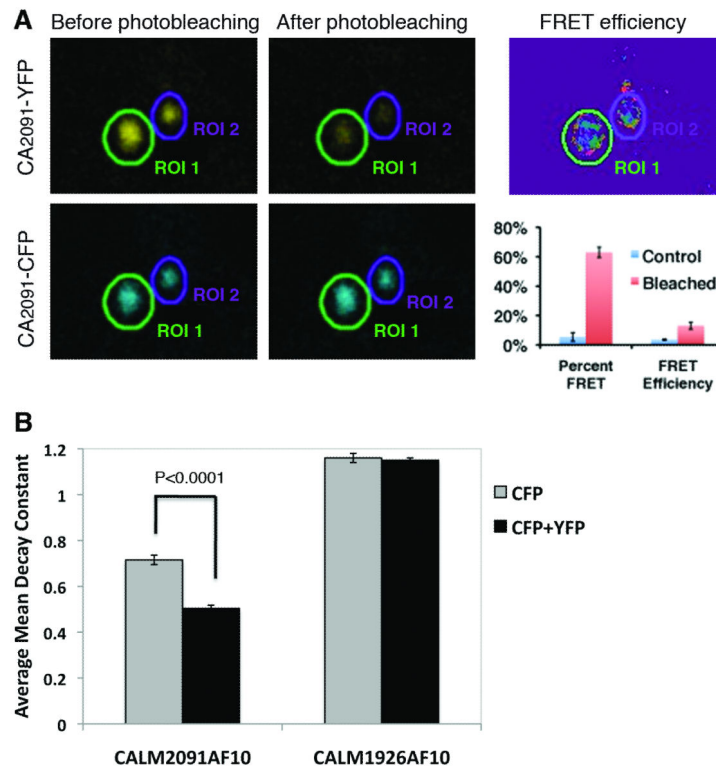 A
Before photobleaching
After photobleaching
FRET efficiency
CA2091-YFP
ROI 1
ROI 2
ROI 1
ROI 2
ROI 1
ROI 2
CA2091-CFP
ROI 1
ROI 2
ROI 1
ROI 2
80%
60%
40%
20%
0%
Control
Bleached
Percent
FRET
FRET
Efficiency
B
Average Mean Decay Constant
1.2
1
0.8
0.6
0.4
0.2
0
P<0.0001
CFP
CFP+YFP
CALM2091AF10
CALM1926AF10